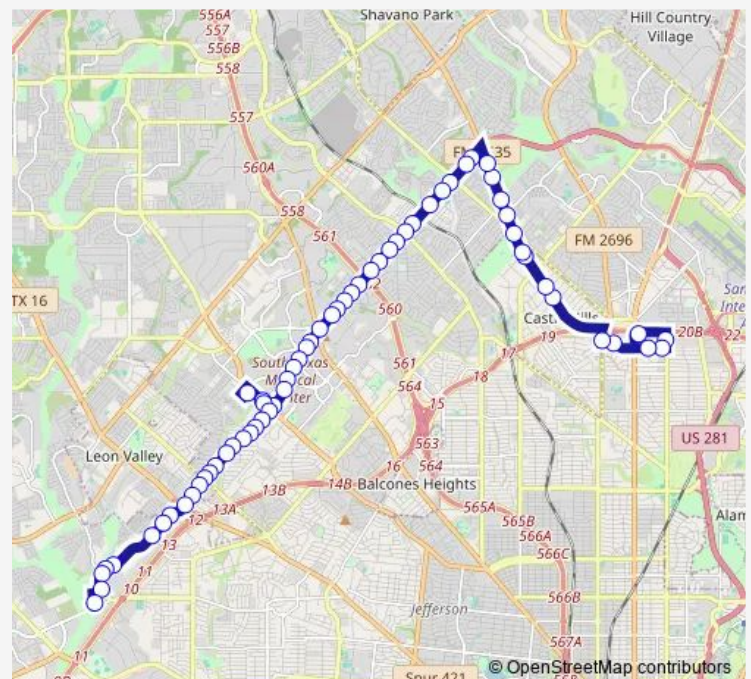 Shavano Park
Hill Country
Village
556A
557
556B
558
557
560A
558
561
FM 2696
TX 16
560
20B
22
19
17
18
561
564
15
563
564
South Texas
Medical
Center
US 281
Leon Valley
16
14B
13B
Balcones Heights
13A
12
13
11
10
11
565A
565B
566A
566C
566B
567A
Jefferson
Spur 421
© OpenStreetMap contributors